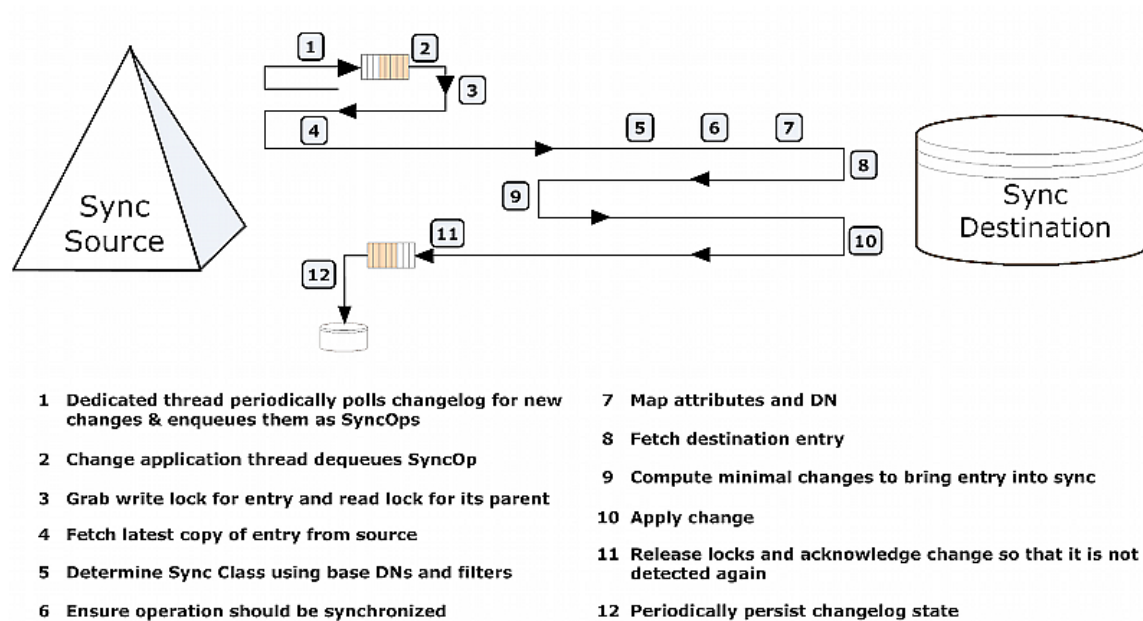 1
2
3
4
5
6
7
8
9
10
11
12
Sync
Source
Sync
Destination
1 Dedicated thread periodically polls changelog for new
changes & enqueues them as SyncOps
2 Change application thread dequeues SyncOp
3 Grab write lock for entry and read lock for its parent
4 Fetch latest copy of entry from source
5 Determine Sync Class using base DNs and filters
6 Ensure operation should be synchronized
7 Map attributes and DN
8 Fetch destination entry
9 Compute minimal changes to bring entry into sync
10 Apply change
11 Release locks and acknowledge change so that it is not
detected again
12 Periodically persist changelog state